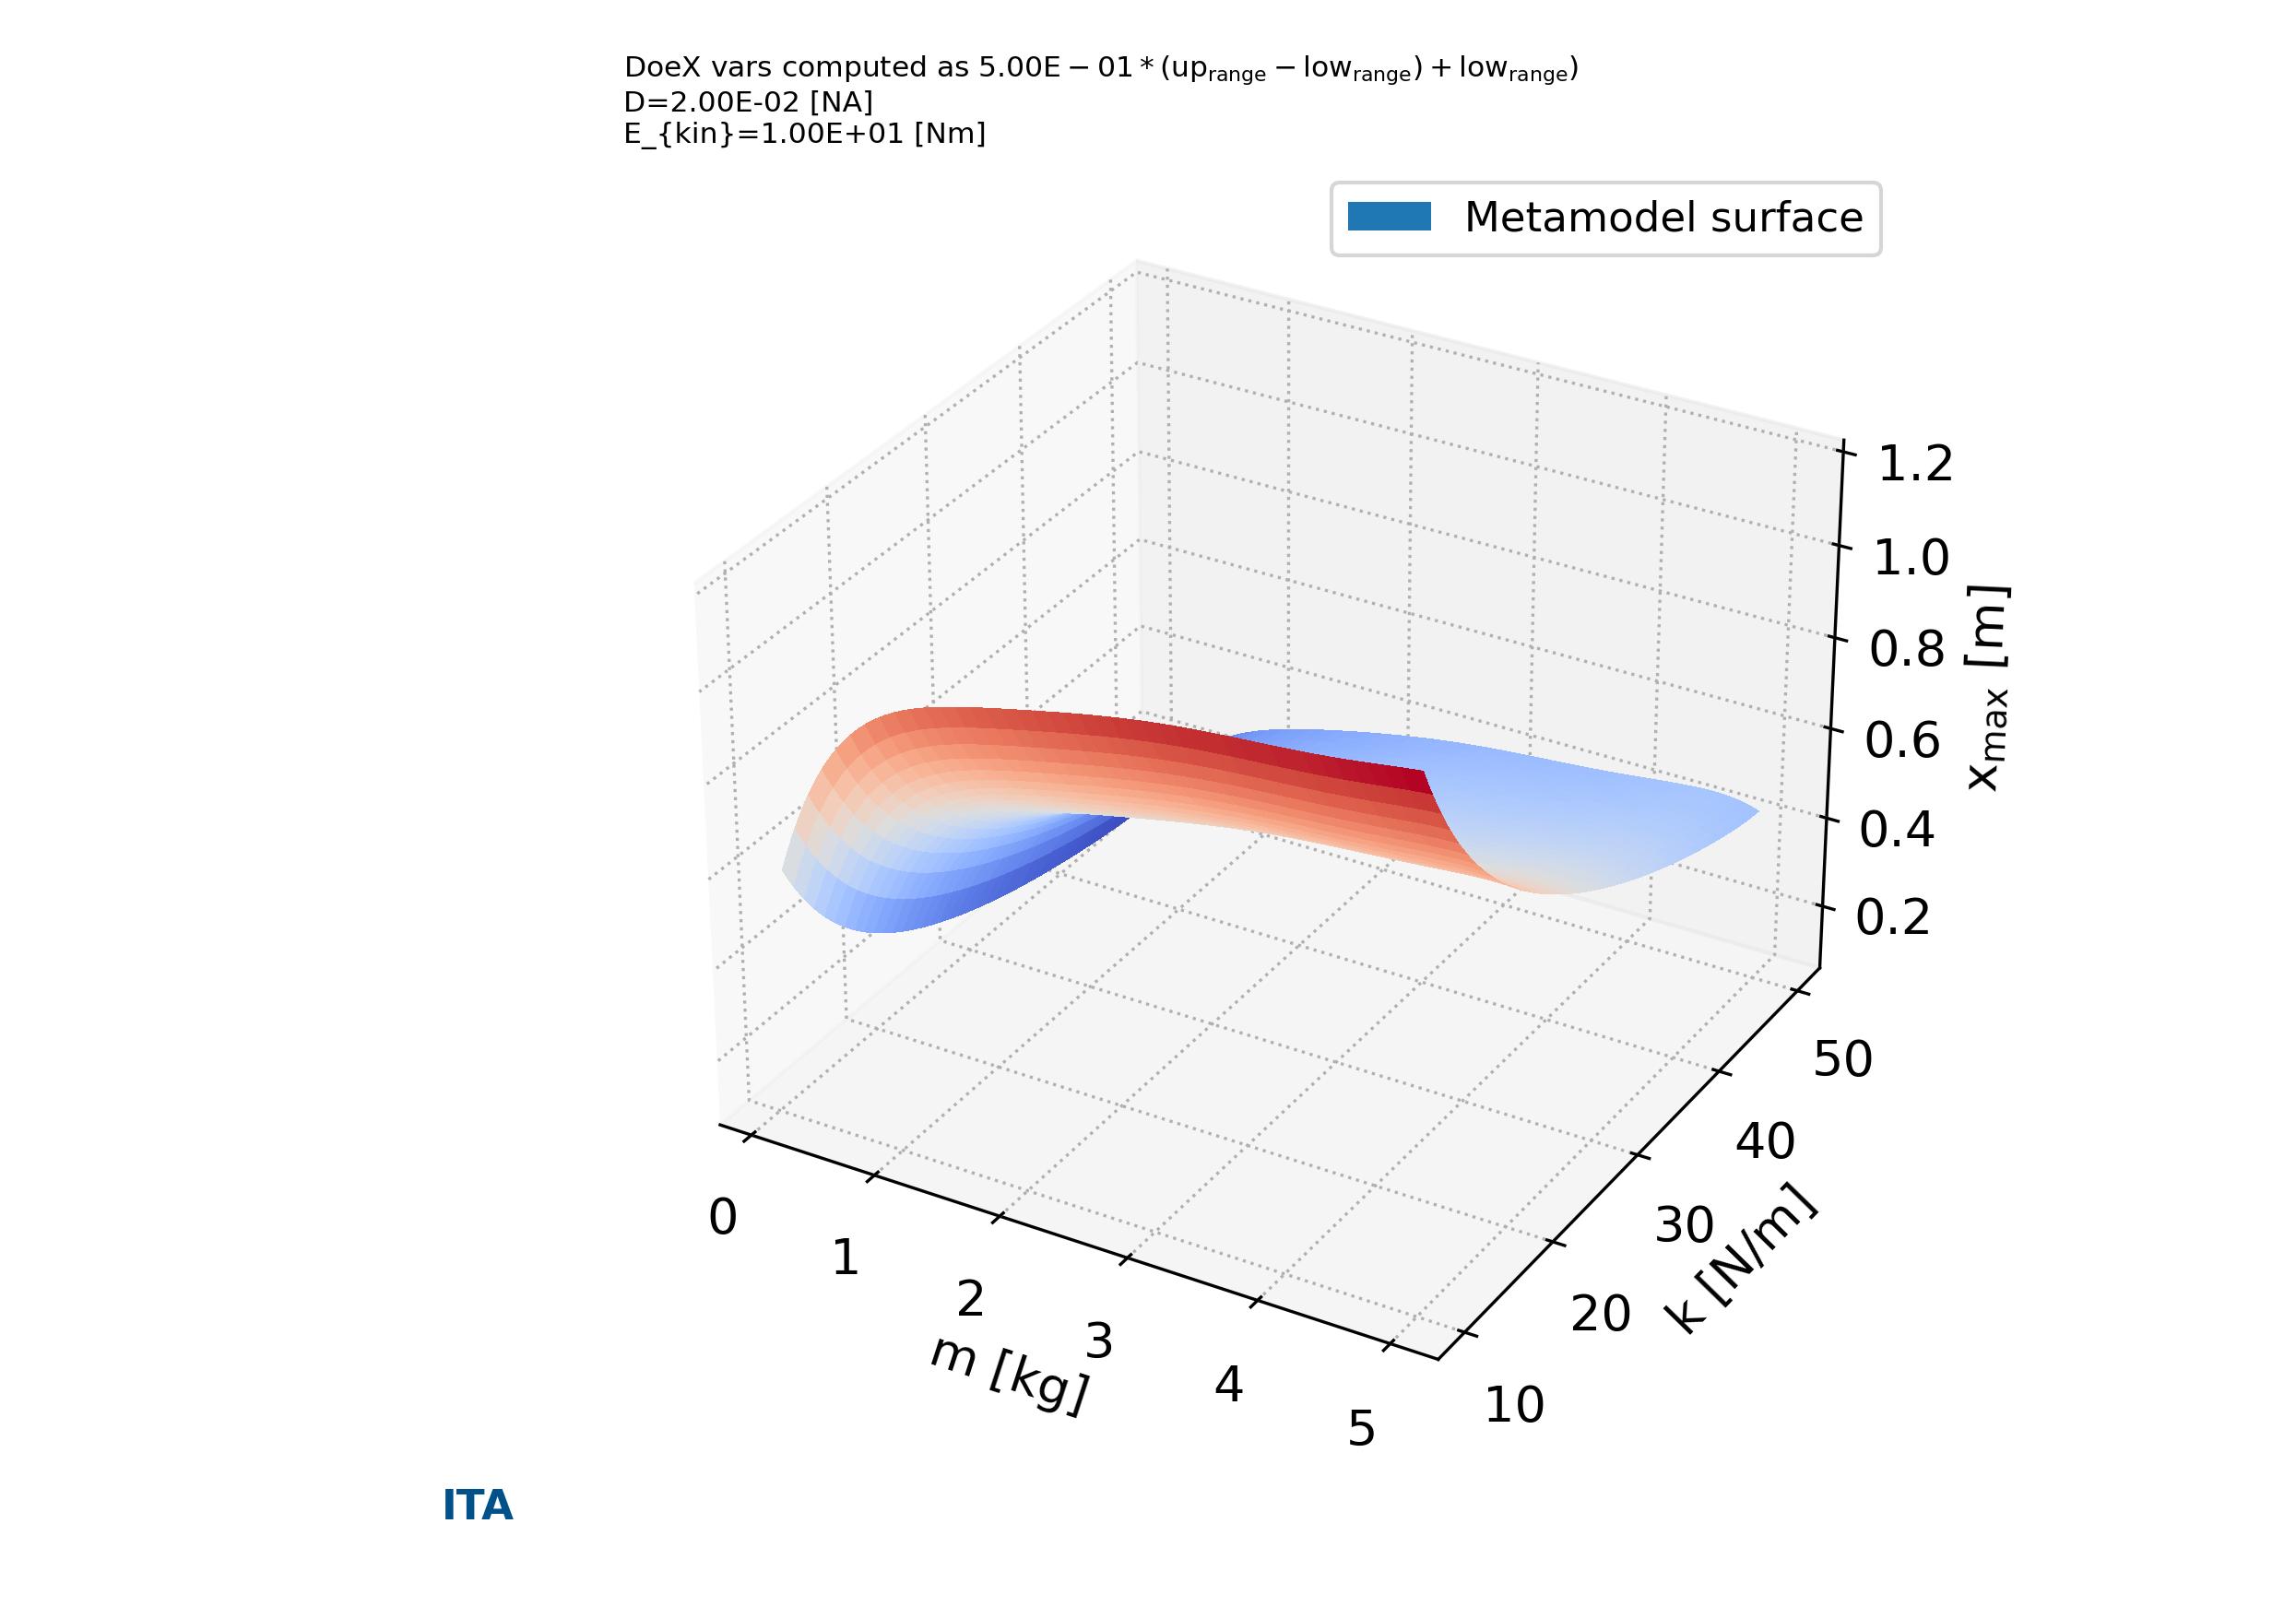 DoeX vars computed as 5.00E − 01 * (up_range − low_range) + low_range)
D=2.00E-02 [NA]
E_{kin}=1.00E+01 [Nm]
Metamodel surface
1.2
1.0
0.8
0.6
0.4
0.2
x_max [m]
50
40
30
20
10
k [N/m]
0
1
2
3
4
5
m [kg]
ITA